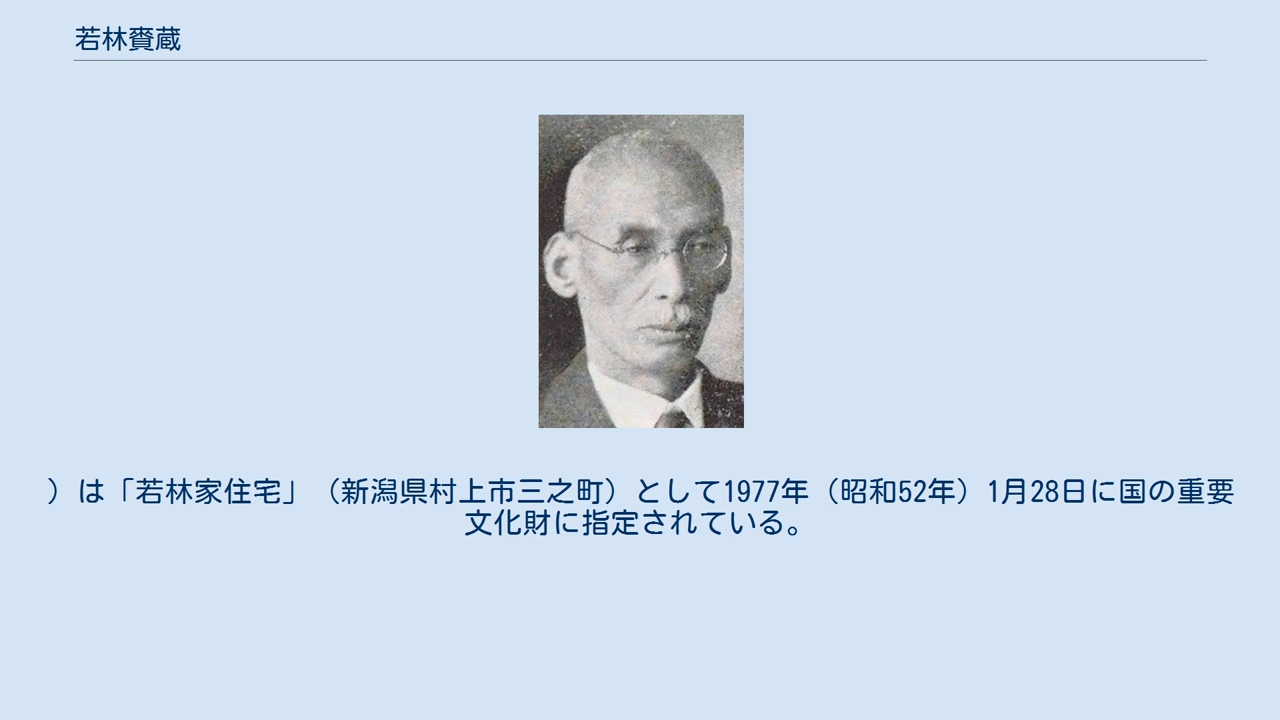 若林賚蔵
）は「若林家住宅」（新潟県村上市三之町）として1977年（昭和52年）1月28日に国の重要
文化財に指定されている。